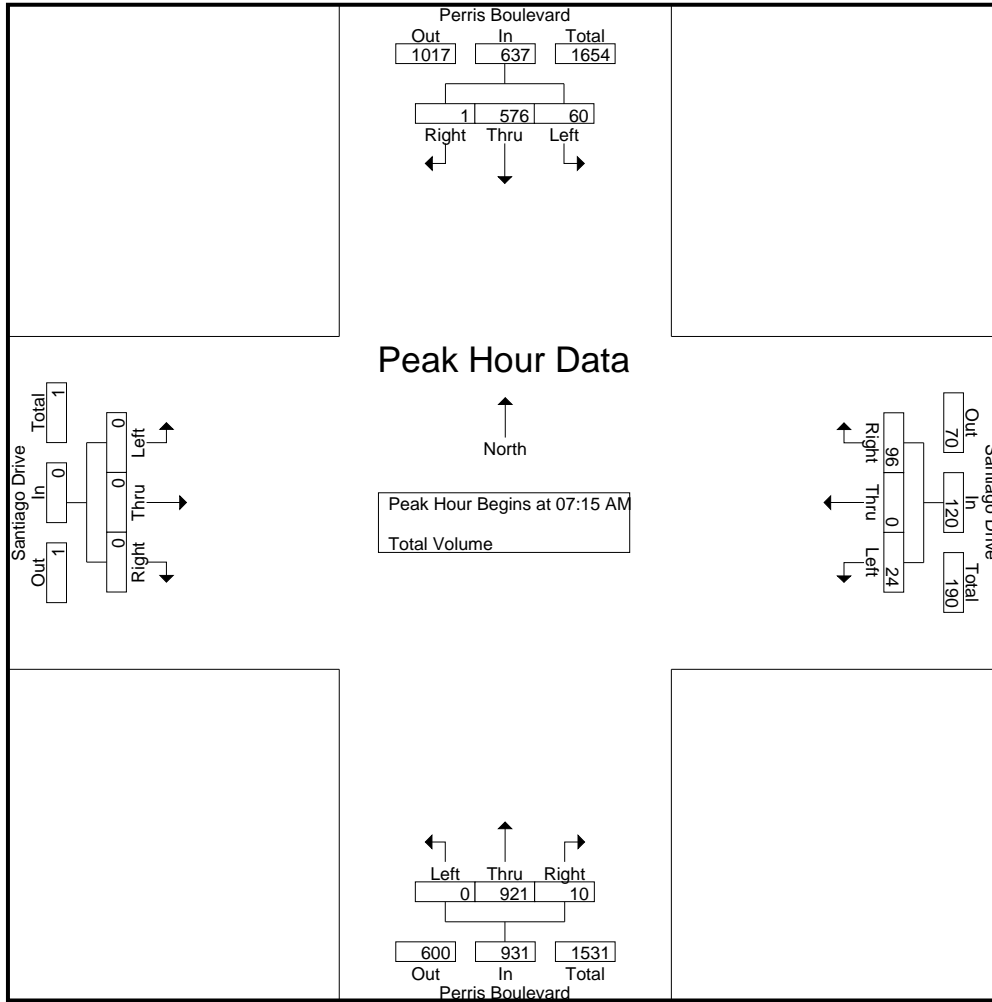 Perris Boulevard
Out In Total
1017 637 1654
1 576 60
Right Thru Left
Peak Hour Data
North
Peak Hour Begins at 07:15 AM
Total Volume
Santiago Drive
Total In Out
1 0 1
0 0 0
Left Thru Right
Santiago Drive
Out In Total
70 120 190
96 0 24
Right Thru Left
Left Thru Right
0 921 10
600 931 1531
Out In Total
Perris Boulevard